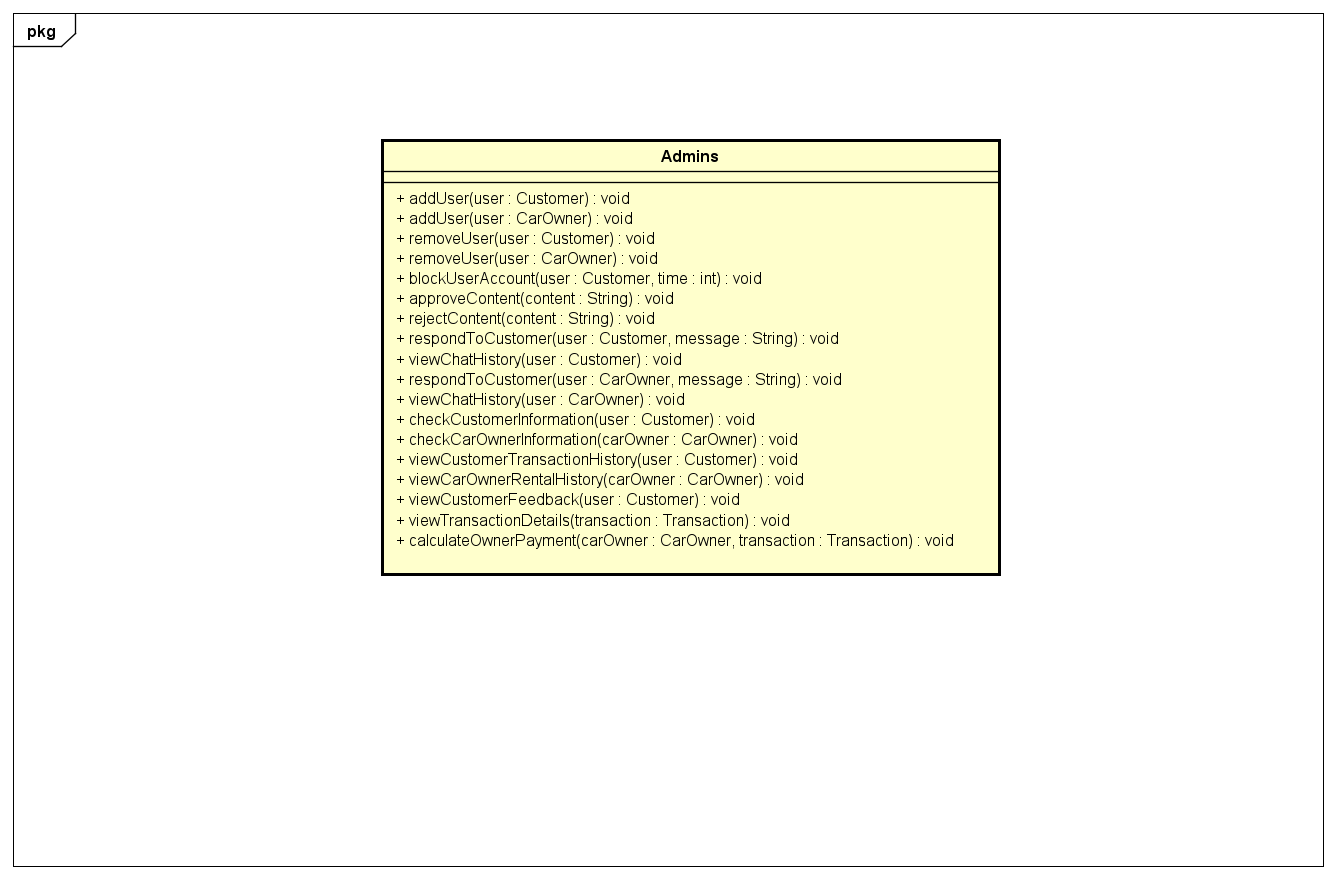 pkg
Admins
+ addUser(user : Customer) : void
+ addUser(user : CarOwner) : void
+ removeUser(user : Customer) : void
+ removeUser(user : CarOwner) : void
+ blockUserAccount(user : Customer, time : int) : void
+ approveContent(content : String) : void
+ rejectContent(content : String) : void
+ respondToCustomer(user : Customer, message : String) : void
+ viewChatHistory(user : Customer) : void
+ respondToCustomer(user : CarOwner, message : String) : void
+ viewChatHistory(user : CarOwner) : void
+ checkCustomerInformation(user : Customer) : void
+ checkCarOwnerInformation(carOwner : CarOwner) : void
+ viewCustomerTransactionHistory(user : Customer) : void
+ viewCarOwnerRentalHistory(carOwner : CarOwner) : void
+ viewCustomerFeedback(user : Customer) : void
+ viewTransactionDetails(transaction : Transaction) : void
+ calculateOwnerPayment(carOwner : CarOwner, transaction : Transaction) : void